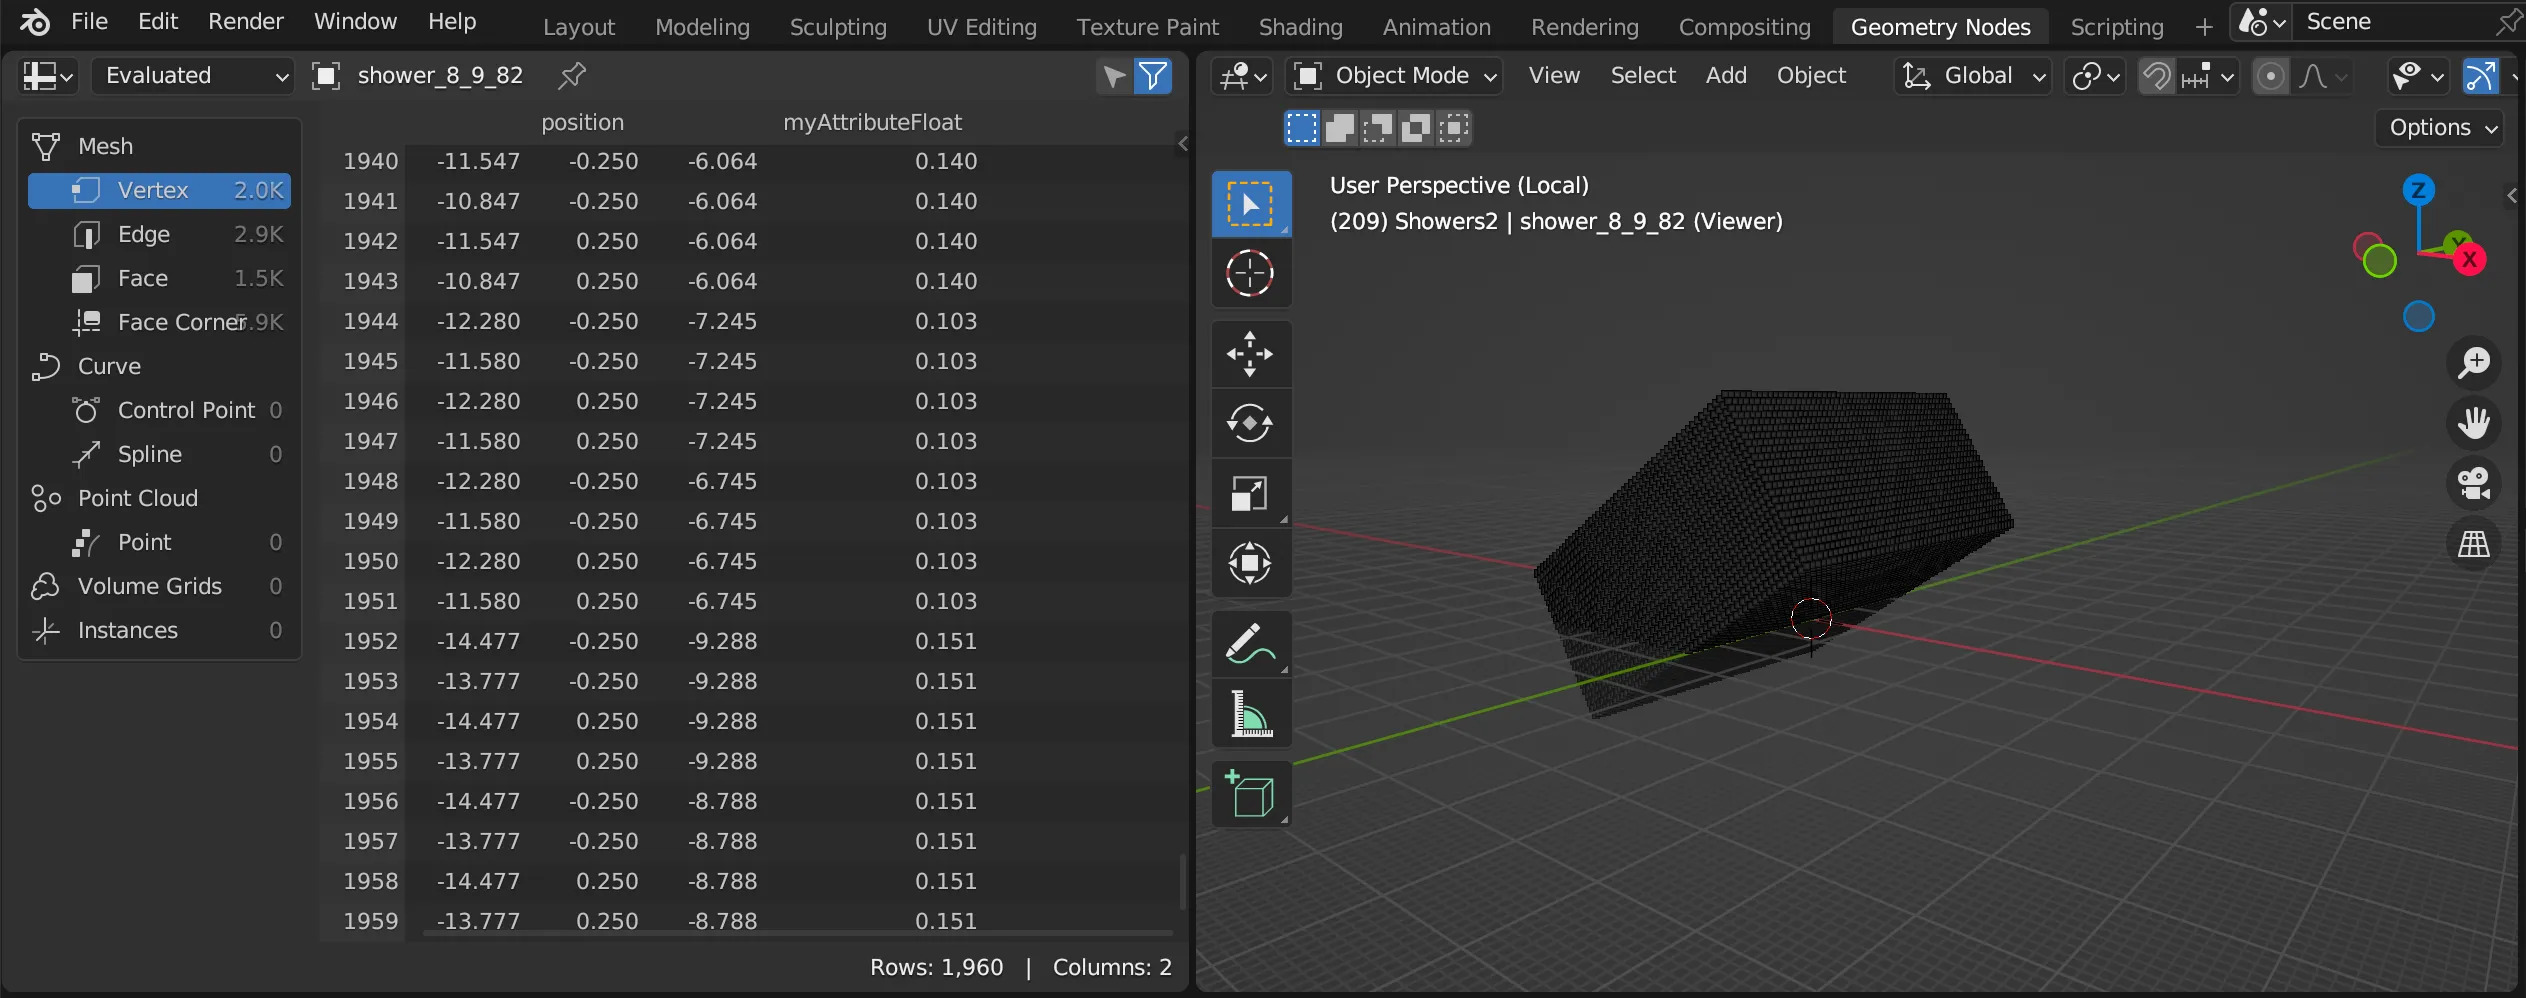 File Edit Render Window Help Layout Modeling Sculpting UV Editing Texture Paint Shading Animation Rendering Compositing Geometry Nodes Scripting + Scene
Evaluated shower_8_9_82
Object Mode View Select Add Object Global
Options
position myAttributeFloat
Mesh
Vertex 2.0K
Edge 2.9K
Face 1.5K
Face Corner 5.9K
Curve
Control Point 0
Spline 0
Point Cloud
Point 0
Volume Grids 0
Instances 0
1940 -11.547 -0.250 -6.064 0.140
1941 -10.847 -0.250 -6.064 0.140
1942 -11.547 0.250 -6.064 0.140
1943 -10.847 0.250 -6.064 0.140
1944 -12.280 -0.250 -7.245 0.103
1945 -11.580 -0.250 -7.245 0.103
1946 -12.280 0.250 -7.245 0.103
1947 -11.580 0.250 -7.245 0.103
1948 -12.280 -0.250 -6.745 0.103
1949 -11.580 -0.250 -6.745 0.103
1950 -12.280 0.250 -6.745 0.103
1951 -11.580 0.250 -6.745 0.103
1952 -14.477 -0.250 -9.288 0.151
1953 -13.777 -0.250 -9.288 0.151
1954 -14.477 0.250 -9.288 0.151
1955 -13.777 0.250 -9.288 0.151
1956 -14.477 -0.250 -8.788 0.151
1957 -13.777 -0.250 -8.788 0.151
1958 -14.477 0.250 -8.788 0.151
1959 -13.777 0.250 -8.788 0.151
Rows: 1,960 | Columns: 2
User Perspective (Local)
(209) Showers2 | shower_8_9_82 (Viewer)
Z
Y
X